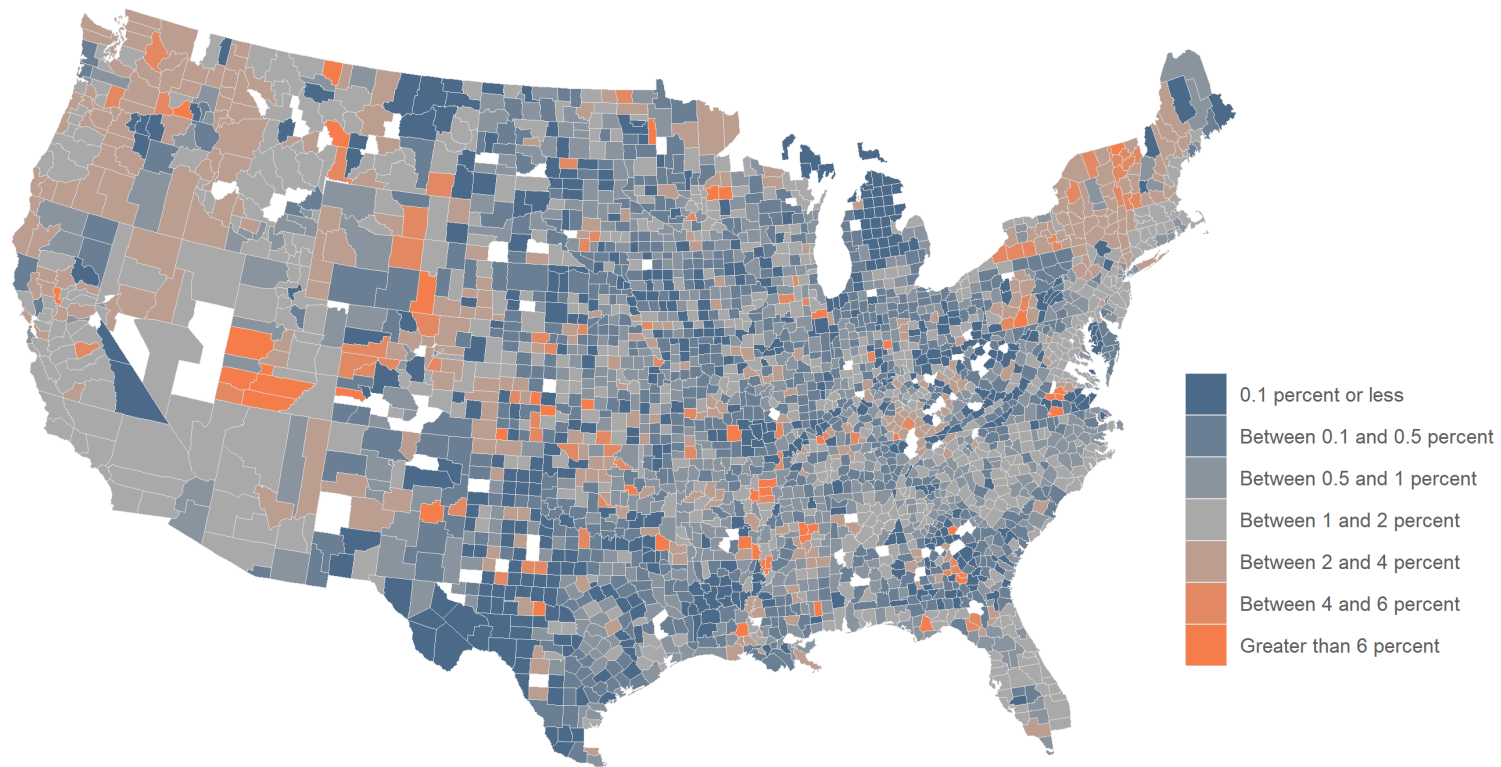 0.1 percent or less
Between 0.1 and 0.5 percent
Between 0.5 and 1 percent
Between 1 and 2 percent
Between 2 and 4 percent
Between 4 and 6 percent
Greater than 6 percent